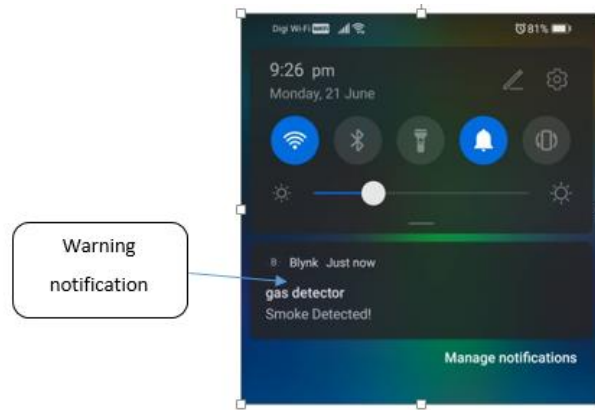 Digi Wi-Fi
81%
9:26 pm
Monday, 21 June
Warning
notification
B Blynk Just now
gas detector
Smoke Detected!
Manage notifications